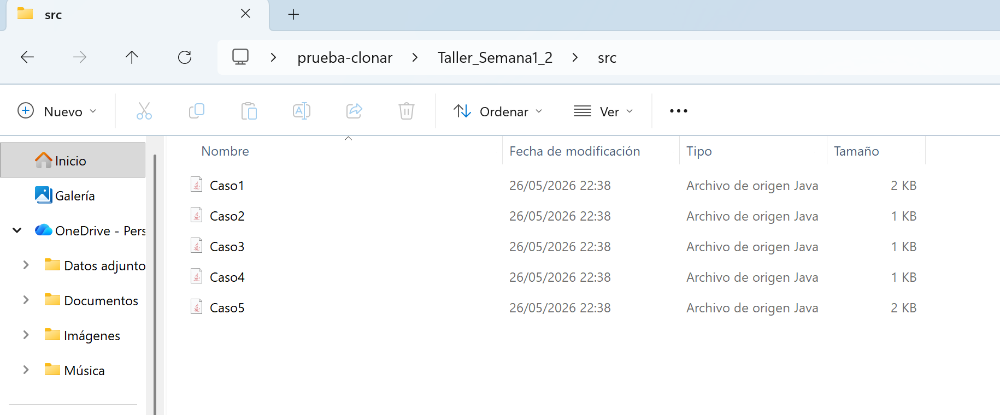 src
prueba-clonar Taller_Semana1_2 src
Nuevo Ordenar Ver
Inicio
Galería
OneDrive - Pers
Datos adjunto
Documentos
Imágenes
Música
Nombre Fecha de modificación Tipo Tamaño
Caso1 26/05/2026 22:38 Archivo de origen Java 2 KB
Caso2 26/05/2026 22:38 Archivo de origen Java 1 KB
Caso3 26/05/2026 22:38 Archivo de origen Java 1 KB
Caso4 26/05/2026 22:38 Archivo de origen Java 1 KB
Caso5 26/05/2026 22:38 Archivo de origen Java 2 KB